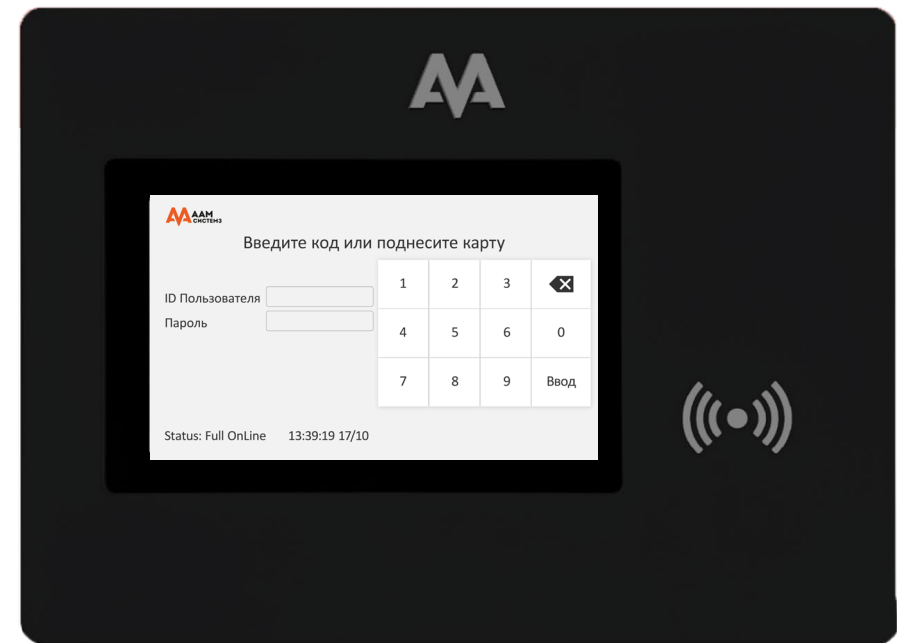 ААМ
СИСТЕМЗ
Введите код или поднесите карту
ID Пользователя
Пароль
1 2 3
4 5 6 0
7 8 9 Ввод
Status: Full OnLine 13:39:19 17/10